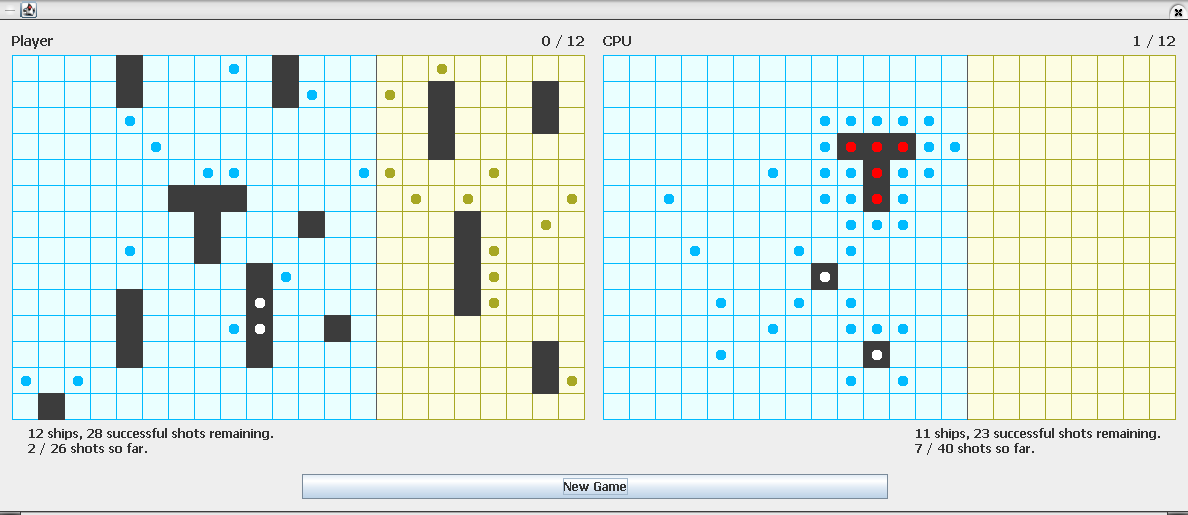 Player 0 / 12 CPU 1 / 12
12 ships, 28 successful shots remaining.
2 / 26 shots so far.
11 ships, 23 successful shots remaining.
7 / 40 shots so far.
New Game